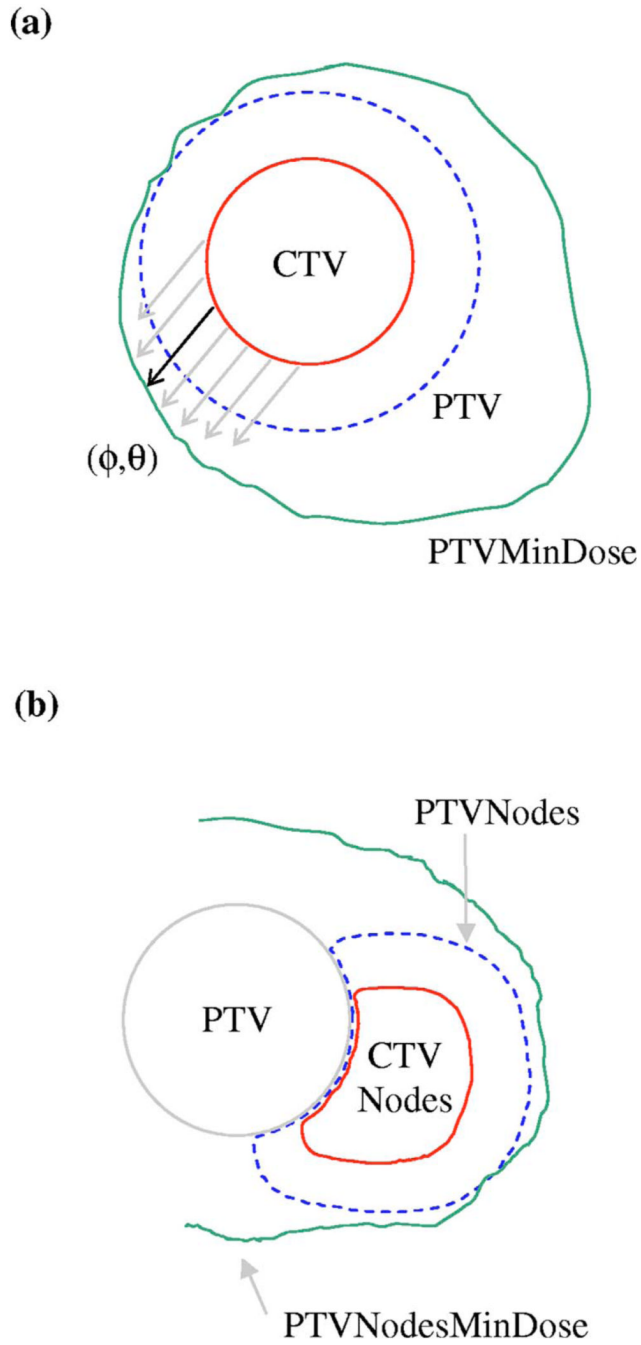 (a)
CTV
PTV
(ϕ,θ)
PTVMinDose
(b)
PTVNodes
PTV
CTV
Nodes
PTVNodesMinDose